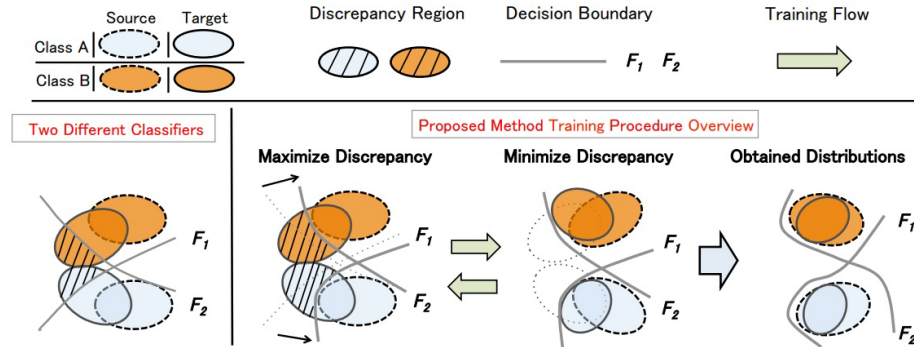 Source Target
Discrepancy Region
Decision Boundary
Training Flow
Class A
F1 F2
Class B
Two Different Classifiers
Proposed Method Training Procedure Overview
Maximize Discrepancy
Minimize Discrepancy
Obtained Distributions
F1
F2
F1
F2
F1
F2
F1
F2